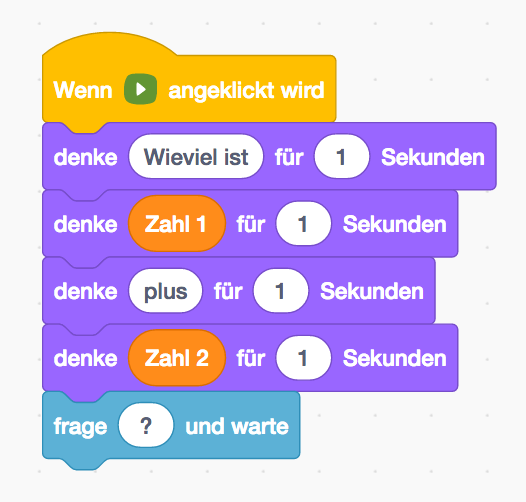 Wenn angeklickt wird
denke Wieviel ist für 1 Sekunden
denke Zahl 1 für 1 Sekunden
denke plus für 1 Sekunden
denke Zahl 2 für 1 Sekunden
frage ? und warte